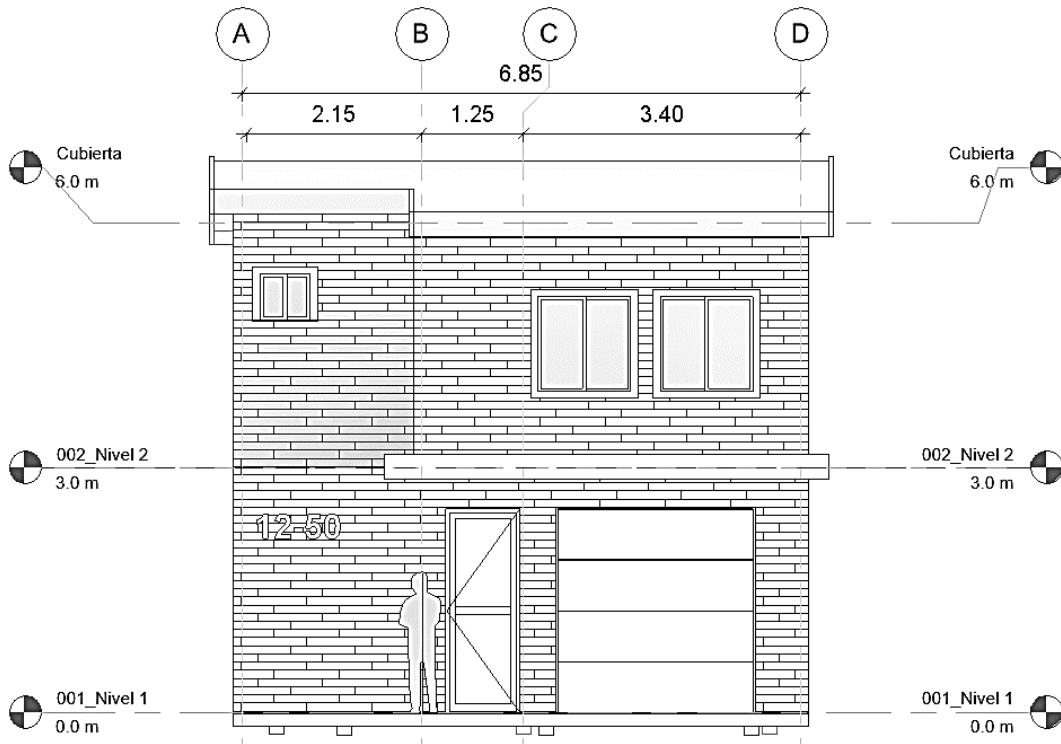 A B C D
6.85
2.15 1.25 3.40
Cubierta
6.0 m
Cubierta
6.0 m
002_Nivel 2
3.0 m
002_Nivel 2
3.0 m
12-50
001_Nivel 1
0.0 m
001_Nivel 1
0.0 m